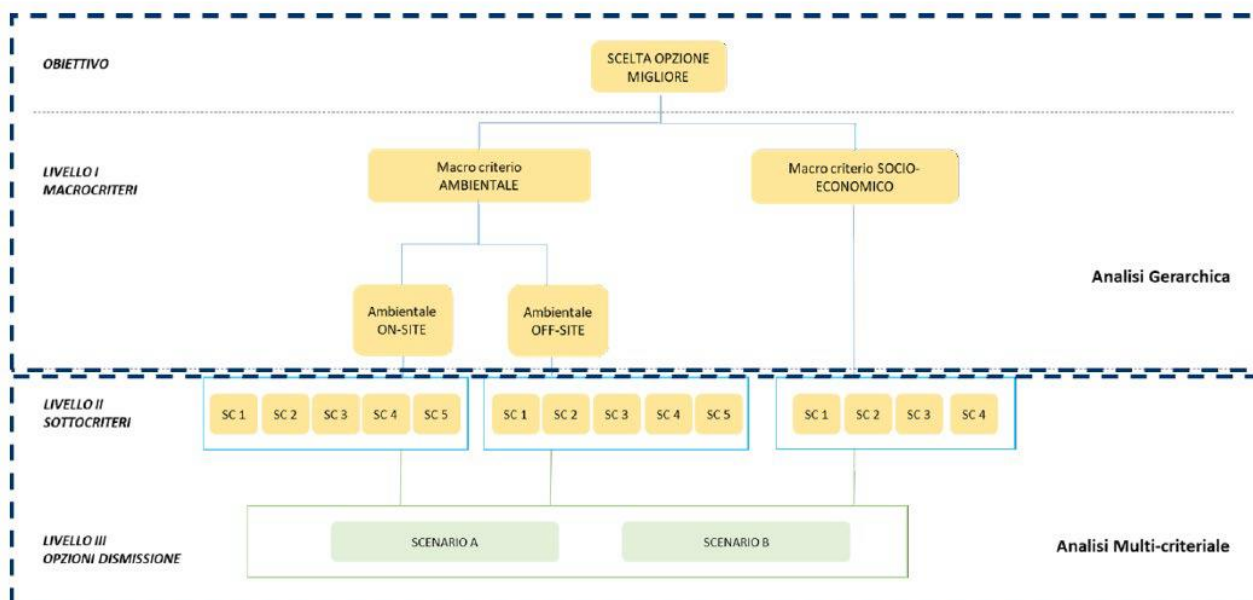 OBIETTIVO
SCELTA OPZIONE
MIGLIORE
LIVELLO I
MACROCRITERI
Macro criterio
AMBIENTALE
Macro criterio SOCIO-
ECONOMICO
Analisi Gerarchica
Ambientale
ON-SITE
Ambientale
OFF-SITE
LIVELLO II
SOTTOCRITERI
SC 1 SC 2 SC 3 SC 4 SC 5
SC 1 SC 2 SC 3 SC 4 SC 5
SC 1 SC 2 SC 3 SC 4
LIVELLO III
OPZIONI DISMISSIONE
SCENARIO A
SCENARIO B
Analisi Multi-criteriale